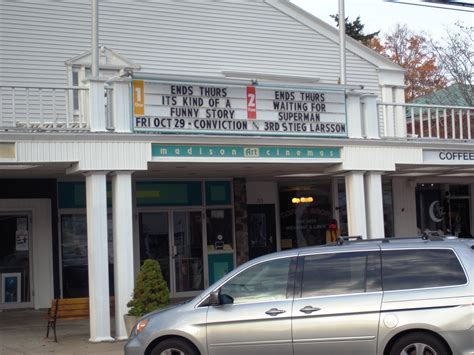 1
ENDS THURS
ITS KIND OF A
FUNNY STORY
FRI OCT 29 - CONVICTION
2
ENDS THURS
WAITING FOR
SUPERMAN
3RD STIEG LARSSON
madison Art cinemas
COFFEE
COFF